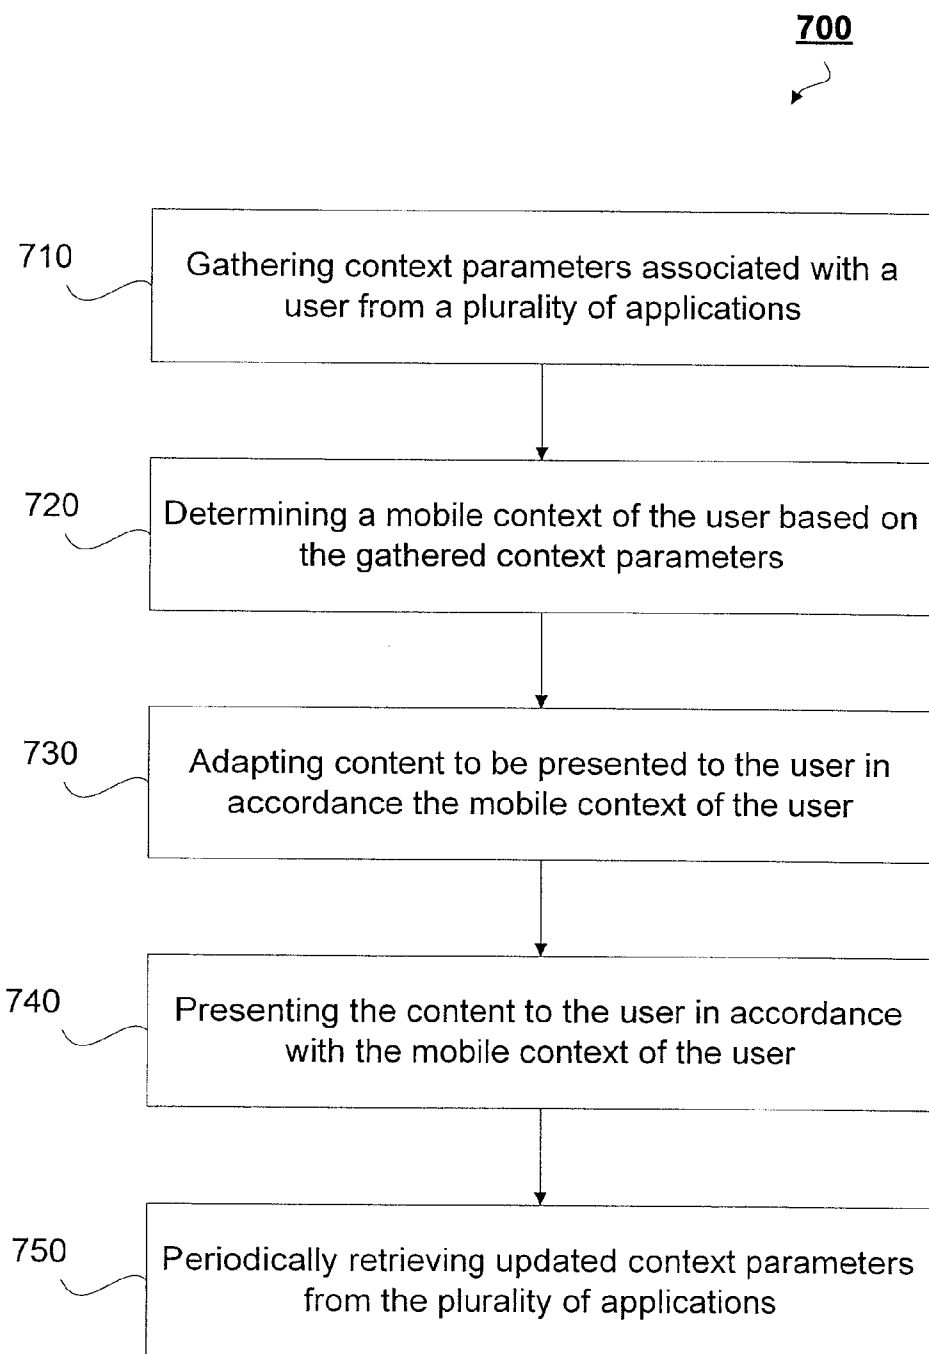 700
710
Gathering context parameters associated with a
user from a plurality of applications
720
Determining a mobile context of the user based on
the gathered context parameters
730
Adapting content to be presented to the user in
accordance the mobile context of the user
740
Presenting the content to the user in accordance
with the mobile context of the user
750
Periodically retrieving updated context parameters
from the plurality of applications